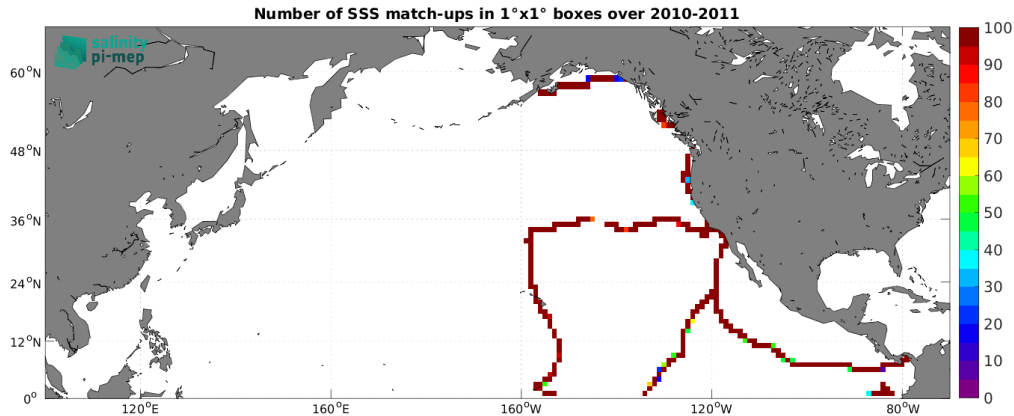 Number of SSS match-ups in 1°x1° boxes over 2010-2011
salinity
pi-mep
60°N
48°N
36°N
24°N
12°N
0°
120°E
160°E
160°W
120°W
80°W
100
90
80
70
60
50
40
30
20
10
0